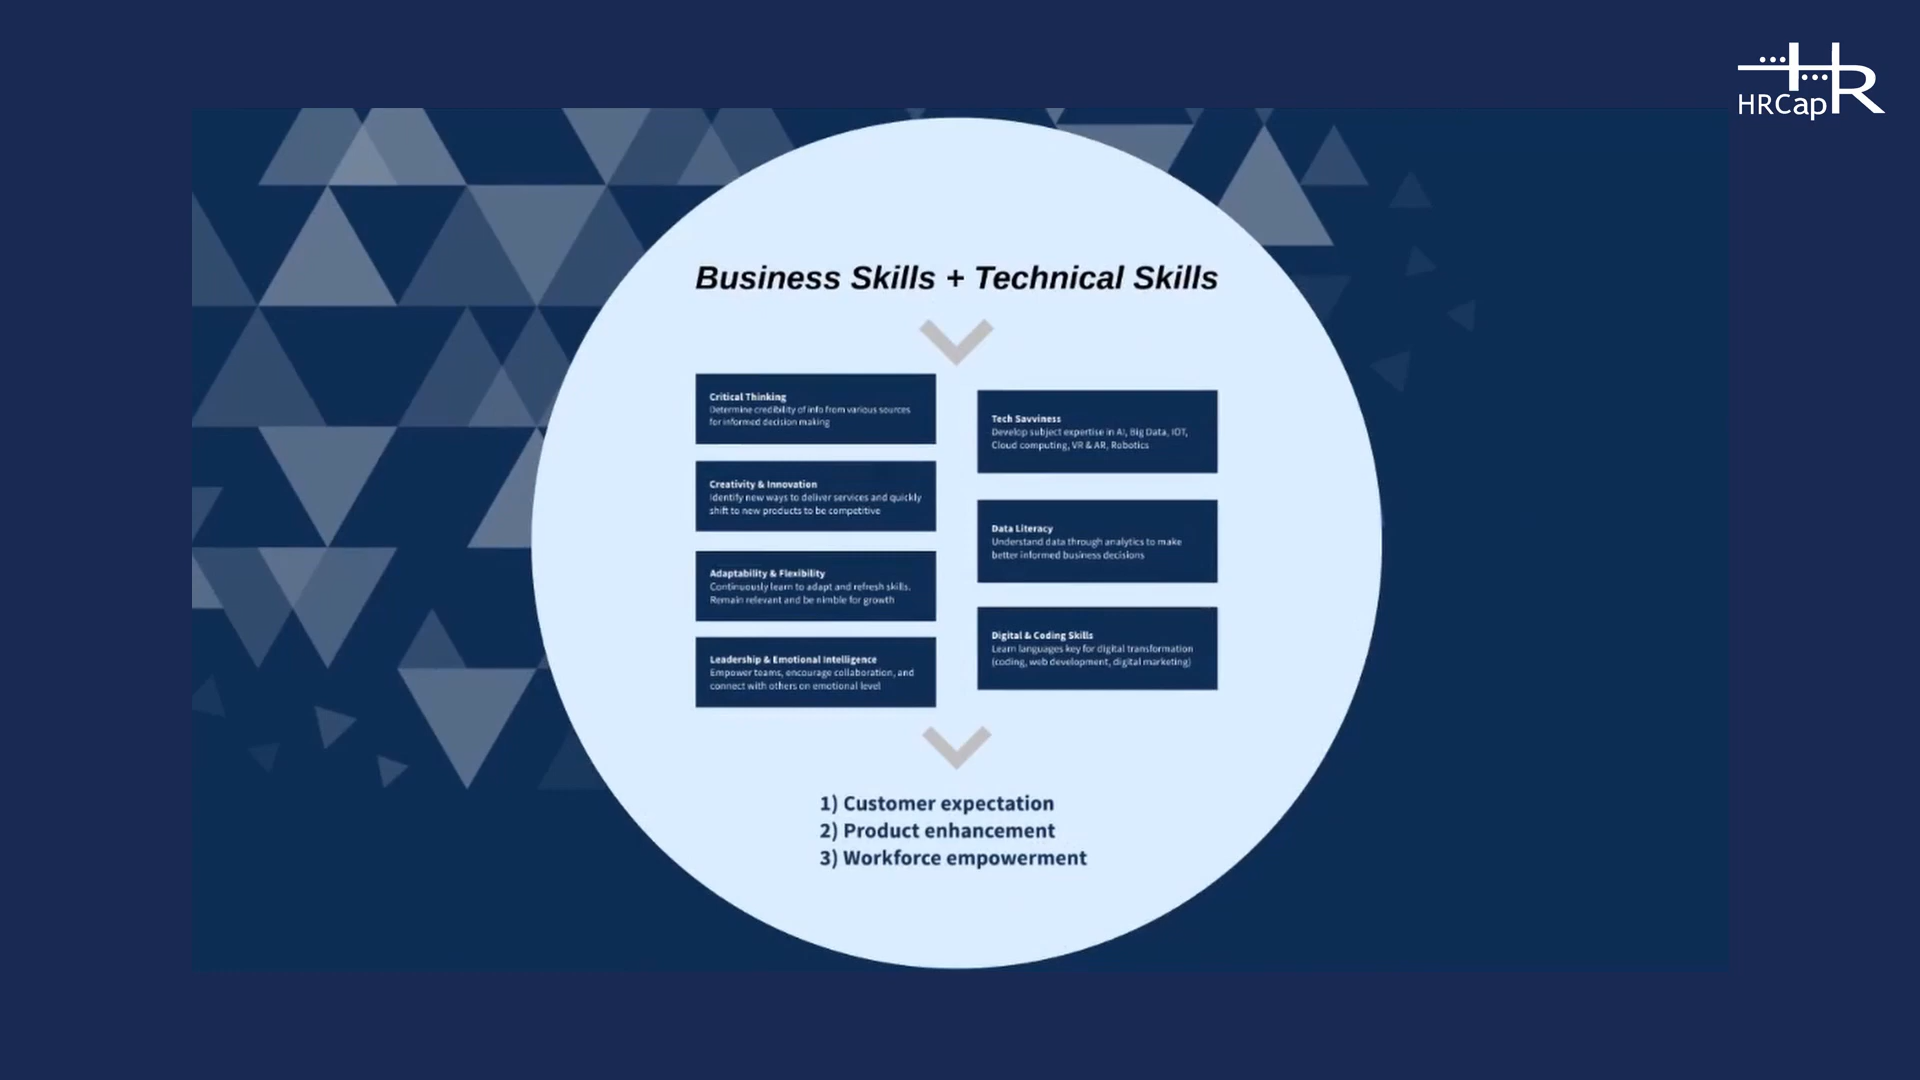 HR
HRCap
Business Skills + Technical Skills
Critical Thinking
Determine credibility of info from various sources
for informed decision making
Creativity & Innovation
Identify new ways to deliver services and quickly
shift to new products to be competitive
Adaptability & Flexibility
Continuously learn to adapt and refresh skills.
Remain relevant and be nimble for growth
Leadership & Emotional Intelligence
Empower teams, encourage collaboration, and
connect with others on emotional level
Tech Savviness
Develop subject expertise in AI, Big Data, IOT,
Cloud computing, VR & AR, Robotics
Data Literacy
Understand data through analytics to make
better informed business decisions
Digital & Coding Skills
Learn languages key for digital transformation
(coding, web development, digital marketing)
1) Customer expectation
2) Product enhancement
3) Workforce empowerment